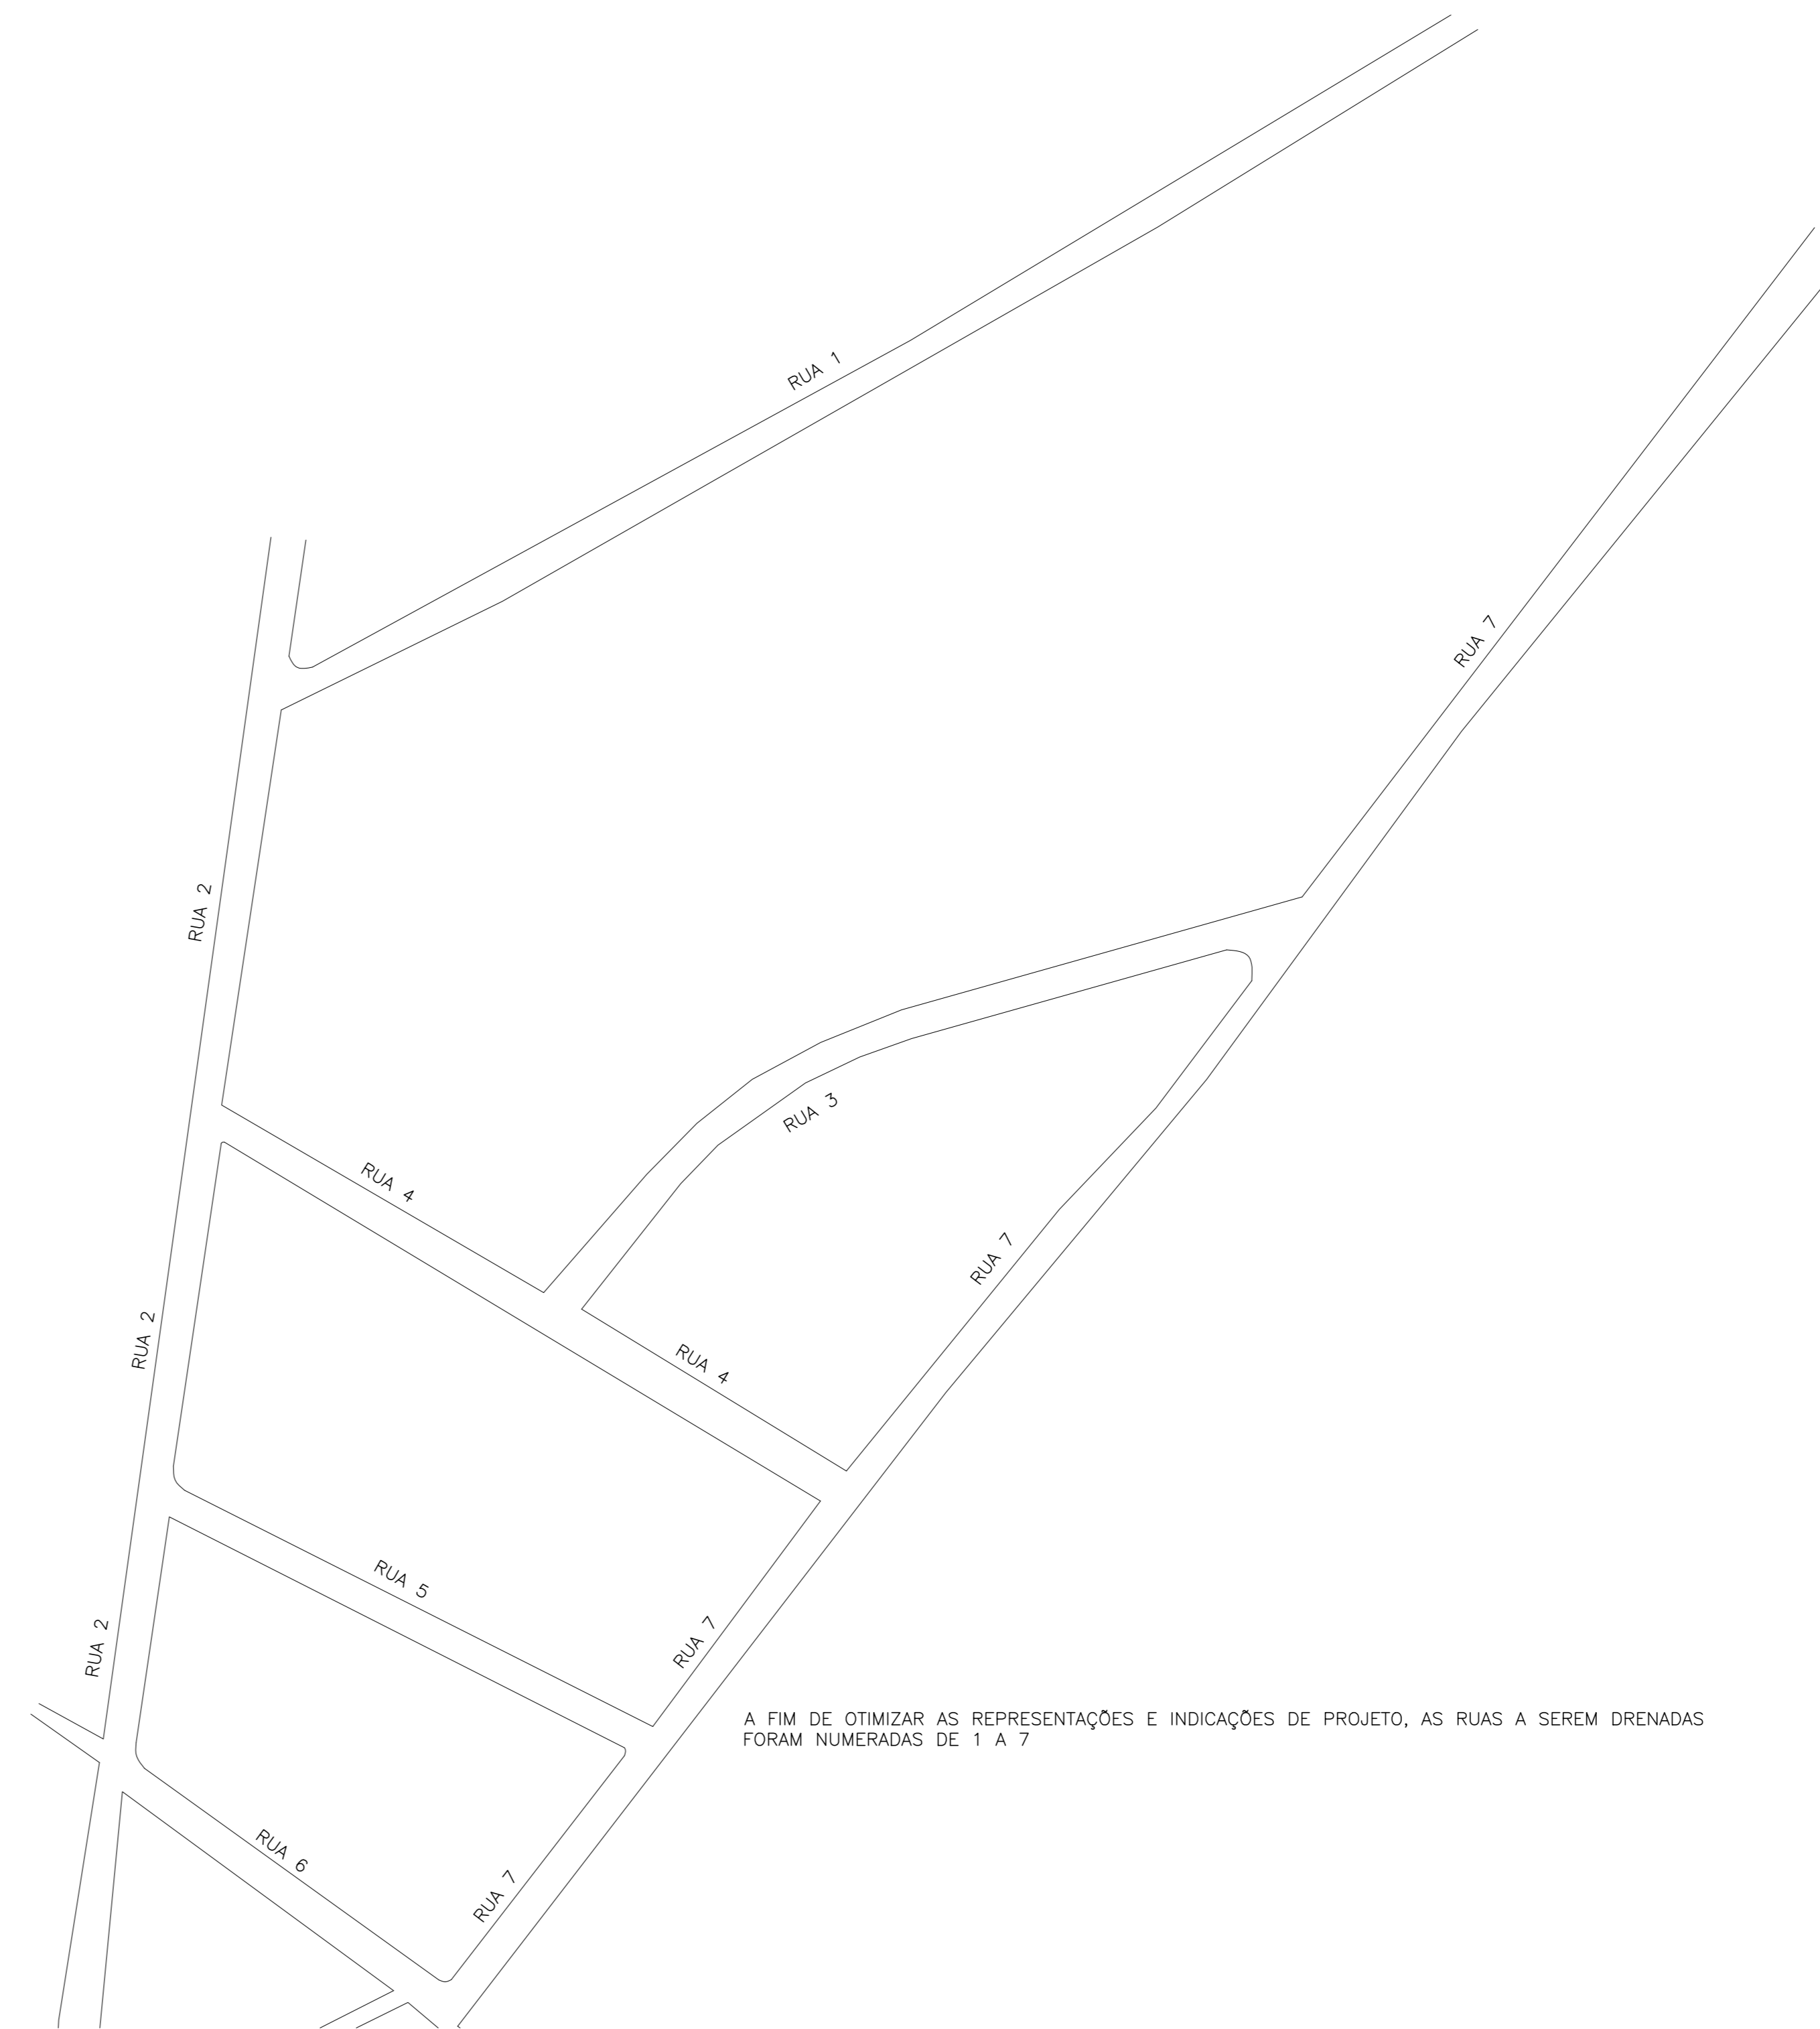 RUA 1
RUA 7
RUA 2
RUA 3
RUA 4
RUA 7
RUA 2
RUA 4
RUA 5
RUA 7
RUA 2
A FIM DE OTIMIZAR AS REPRESENTAÇÕES E INDICAÇÕES DE PROJETO, AS RUAS A SEREM DRENADAS
FORAM NUMERADAS DE 1 A 7
RUA 6
RUA 7